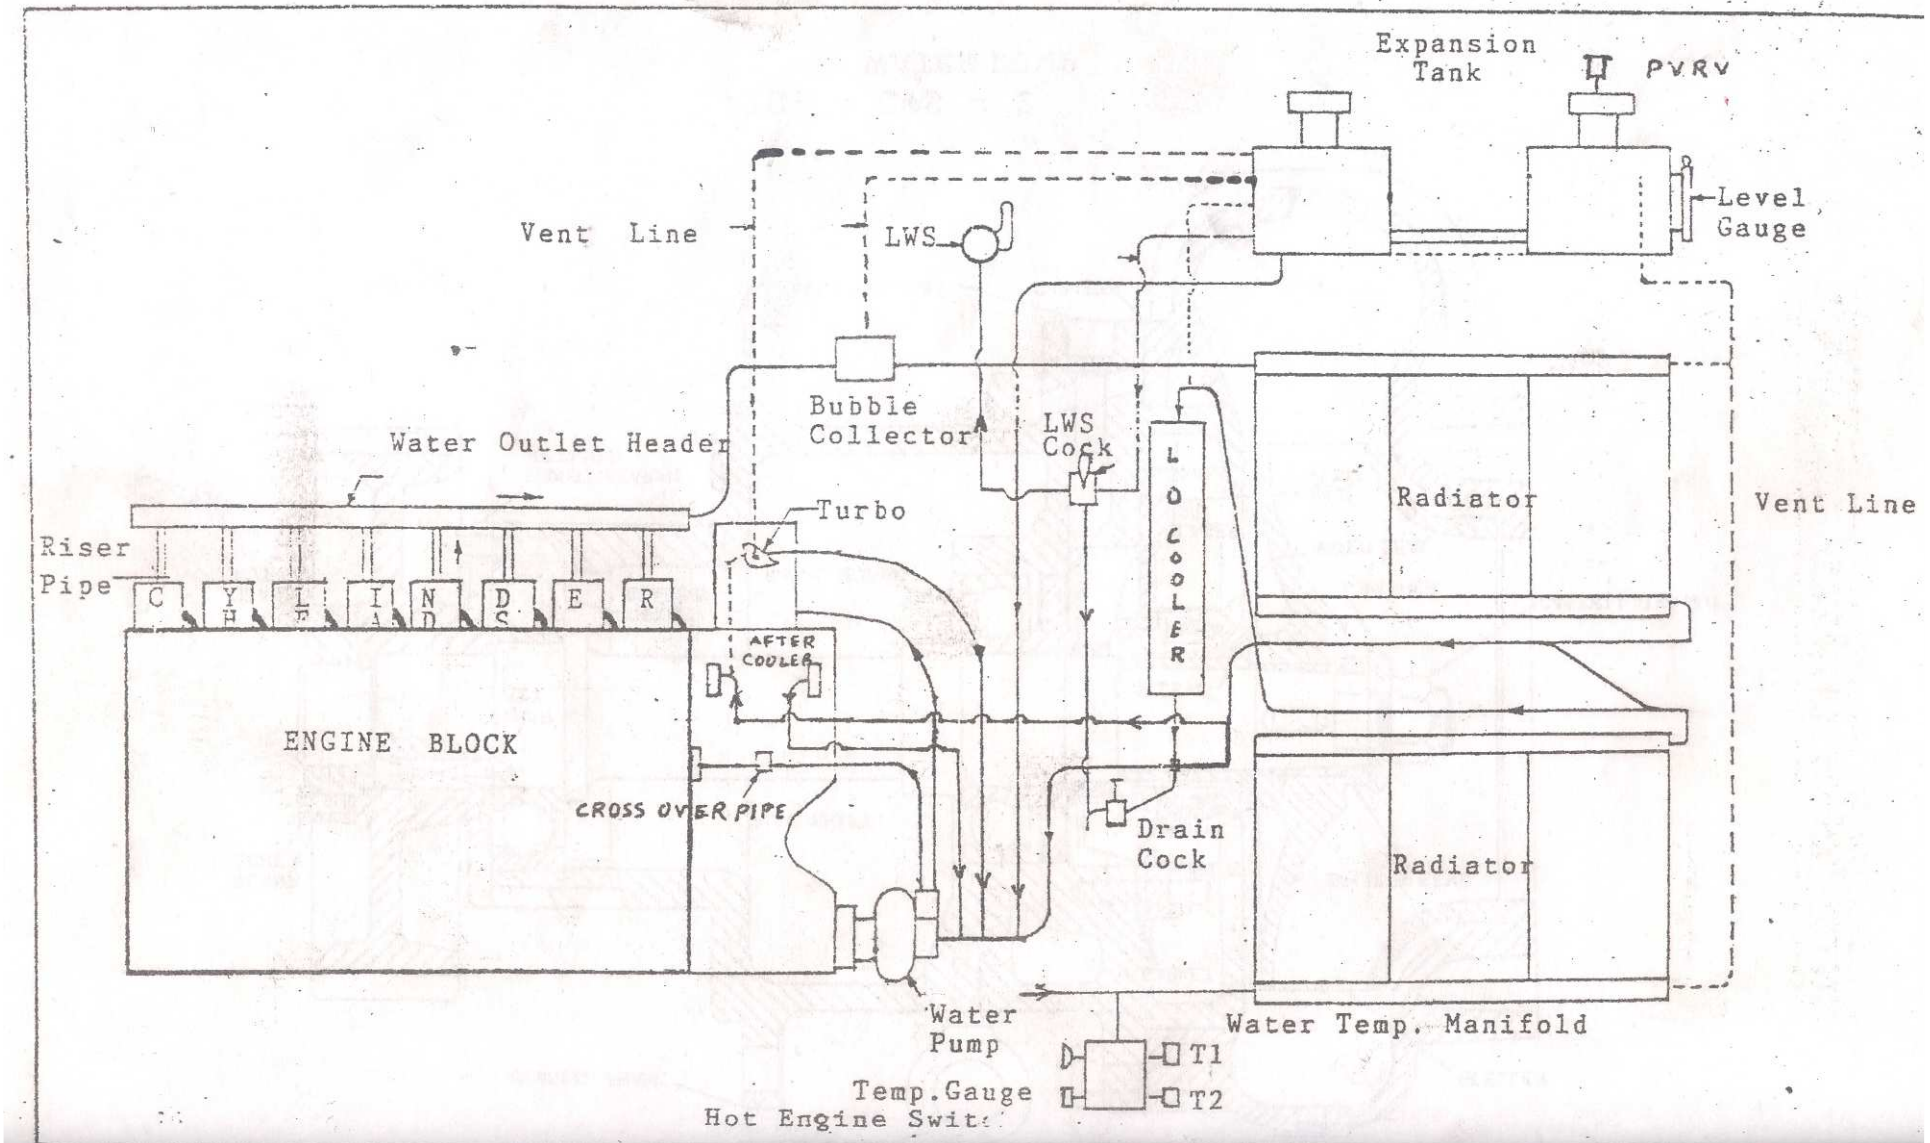 Expansion
Tank
PVRV
Vent Line
LWS
Level
Gauge
Bubble
Collector
LWS
Cock
Water Outlet Header
L O COOLER
Radiator
Vent Line
Turbo
Riser
Pipe
C Y L I N D E R
H E A D S
AFTER
COOLER
ENGINE BLOCK
CROSS OVER PIPE
Drain
Cock
Radiator
Water
Pump
Water Temp. Manifold
T1
Temp.Gauge
T2
Hot Engine